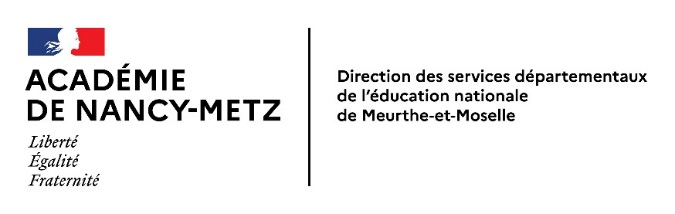 ACADÉMIE
DE NANCY-METZ
Liberté
Égalité
Fraternité
Direction des services départementaux
de l'éducation nationale
de Meurthe-et-Moselle